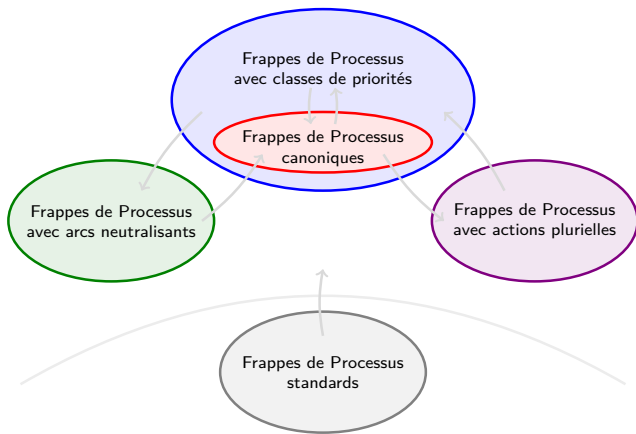 Frappes de Processus
avec classes de priorités
Frappes de Processus
canoniques
Frappes de Processus
avec arcs neutralisants
Frappes de Processus
avec actions plurielles
Frappes de Processus
standards